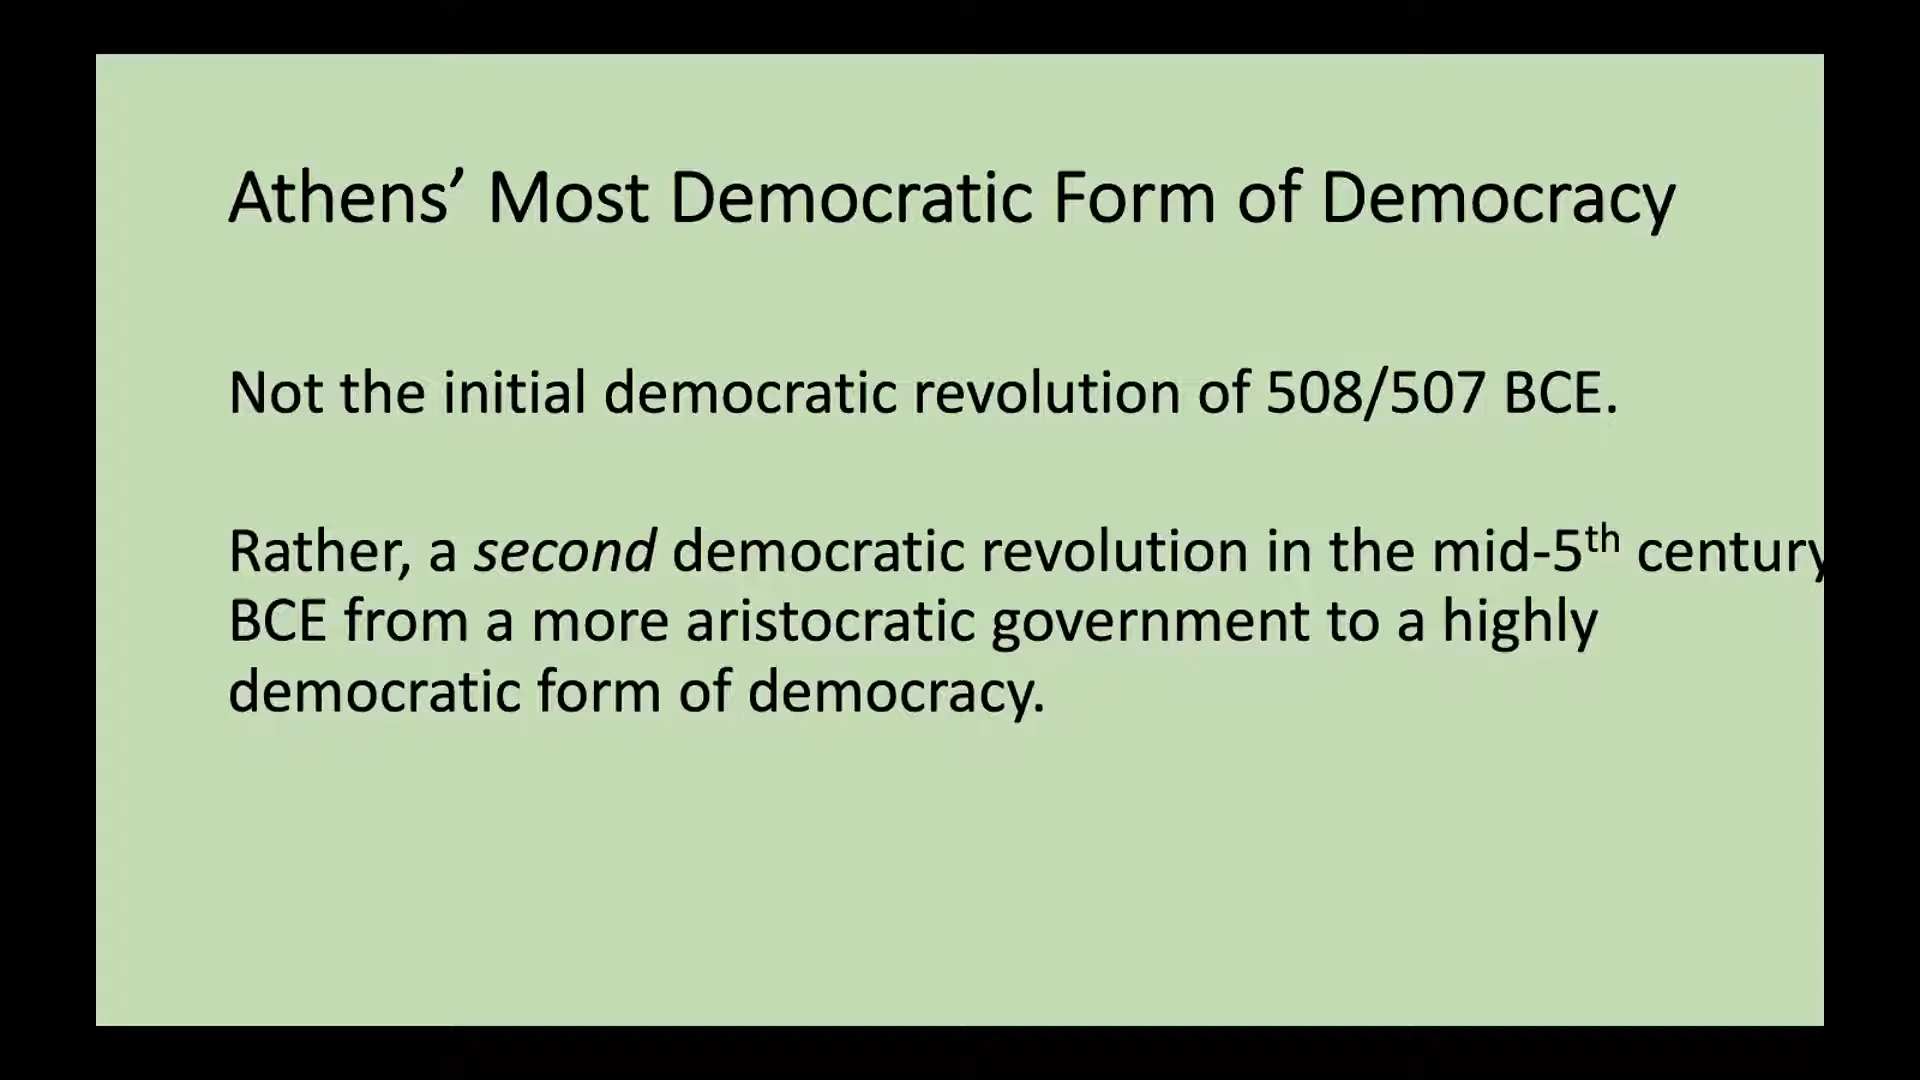 Athens’ Most Democratic Form of Democracy
Not the initial democratic revolution of 508/507 BCE.
Rather, a second democratic revolution in the mid-5th century
BCE from a more aristocratic government to a highly
democratic form of democracy.